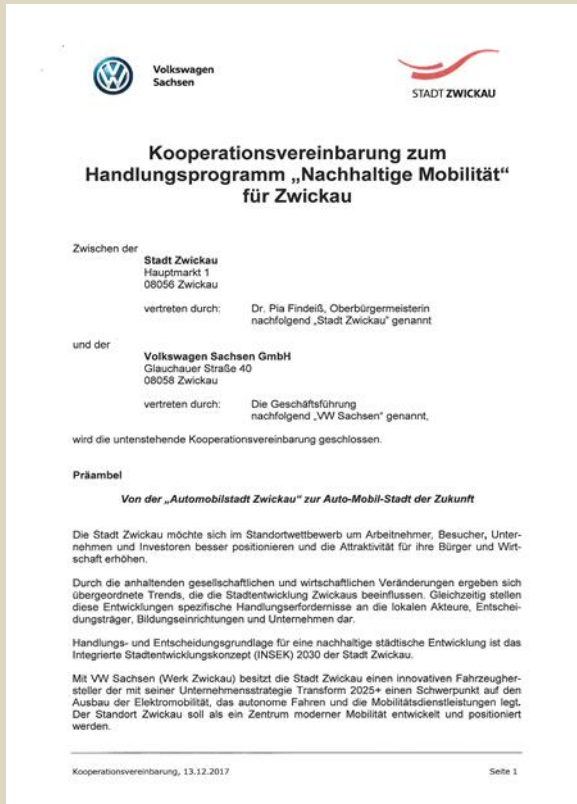 Volkswagen
Sachsen
STADT ZWICKAU
Kooperationsvereinbarung zum
Handlungsprogramm „Nachhaltige Mobilität“
für Zwickau
Zwischen der
Stadt Zwickau
Hauptmarkt 1
08056 Zwickau
vertreten durch: Dr. Pia Findeiß, Oberbürgermeisterin
nachfolgend „Stadt Zwickau“ genannt
und der
Volkswagen Sachsen GmbH
Glauchauer Straße 40
08058 Zwickau
vertreten durch: Die Geschäftsführung
nachfolgend „VW Sachsen“ genannt,
wird die untenstehende Kooperationsvereinbarung geschlossen.
Präambel
Von der „Automobilstadt Zwickau“ zur Auto-Mobil-Stadt der Zukunft
Die Stadt Zwickau möchte sich im Standortwettbewerb um Arbeitnehmer, Besucher, Unter-
nehmen und Investoren besser positionieren und die Attraktivität für ihre Bürger und Wirt-
schaft erhöhen.
Durch die anhaltenden gesellschaftlichen und wirtschaftlichen Veränderungen ergeben sich
übergeordnete Trends, die die Stadtentwicklung Zwickaus beeinflussen. Gleichzeitig stellen
diese Entwicklungen spezifische Handlungserfordernisse an die lokalen Akteure, Entschei-
dungsträger, Bildungseinrichtungen und Unternehmen dar.
Handlungs- und Entscheidungsgrundlage für eine nachhaltige städtische Entwicklung ist das
Integrierte Stadtentwicklungskonzept (INSEK) 2030 der Stadt Zwickau.
Mit VW Sachsen (Werk Zwickau) besitzt die Stadt Zwickau einen innovativen Fahrzeugher-
steller der mit seiner Unternehmensstrategie Transform 2025+ einen Schwerpunkt auf den
Ausbau der Elektromobilität, das autonome Fahren und die Mobilitätsdienstleistungen legt.
Der Standort Zwickau soll als ein Zentrum moderner Mobilität entwickelt und positioniert
werden.
Kooperationsvereinbarung, 13.12.2017 Seite 1